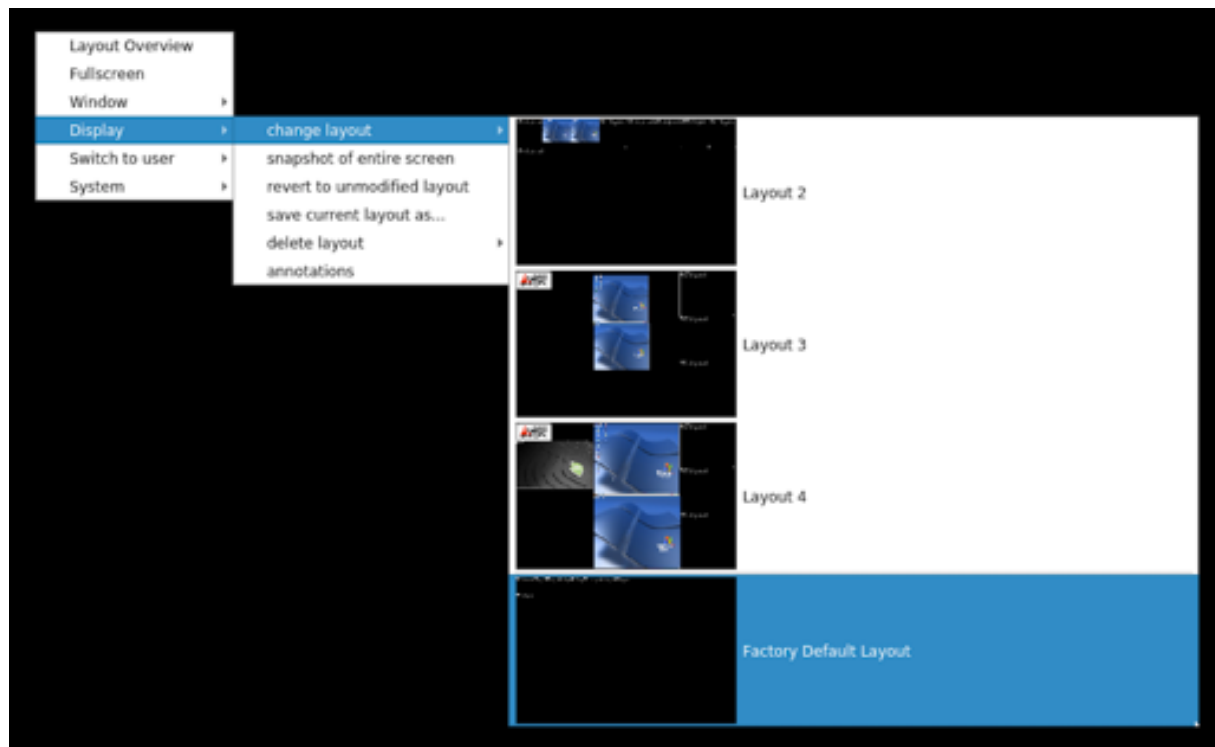 Layout Overview
Fullscreen
Window
Display
Switch to user
System
change layout
snapshot of entire screen
revert to unmodified layout
save current layout as...
delete layout
annotations
Layout 2
Layout 3
Layout 4
Factory Default Layout